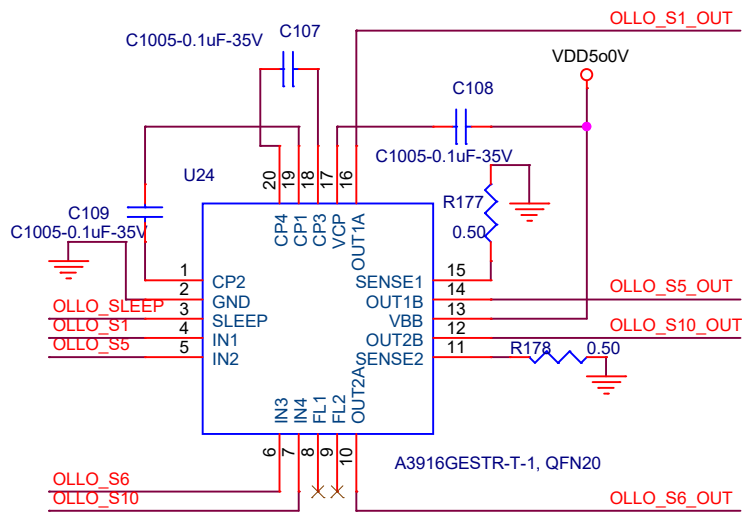 OLLO_S1_OUT
C107
C1005-0.1uF-35V
VDD5o0V
C108
C1005-0.1uF-35V
U24
20
19
18
17
16
CP4
CP1
CP3
VCP
OUT1A
R177
0.50
C109
C1005-0.1uF-35V
1
CP2
2
GND
OLLO_SLEEP
3
SLEEP
OLLO_S1
4
IN1
OLLO_S5
5
IN2
SENSE1
15
OUT1B
14
OLLO_S5_OUT
VBB
13
OUT2B
12
OLLO_S10_OUT
SENSE2
11
R178
0.50
IN3
IN4
FL1
FL2
OUT2A
6
7
8
9
10
A3916GESTR-T-1, QFN20
OLLO_S6
OLLO_S10
OLLO_S6_OUT